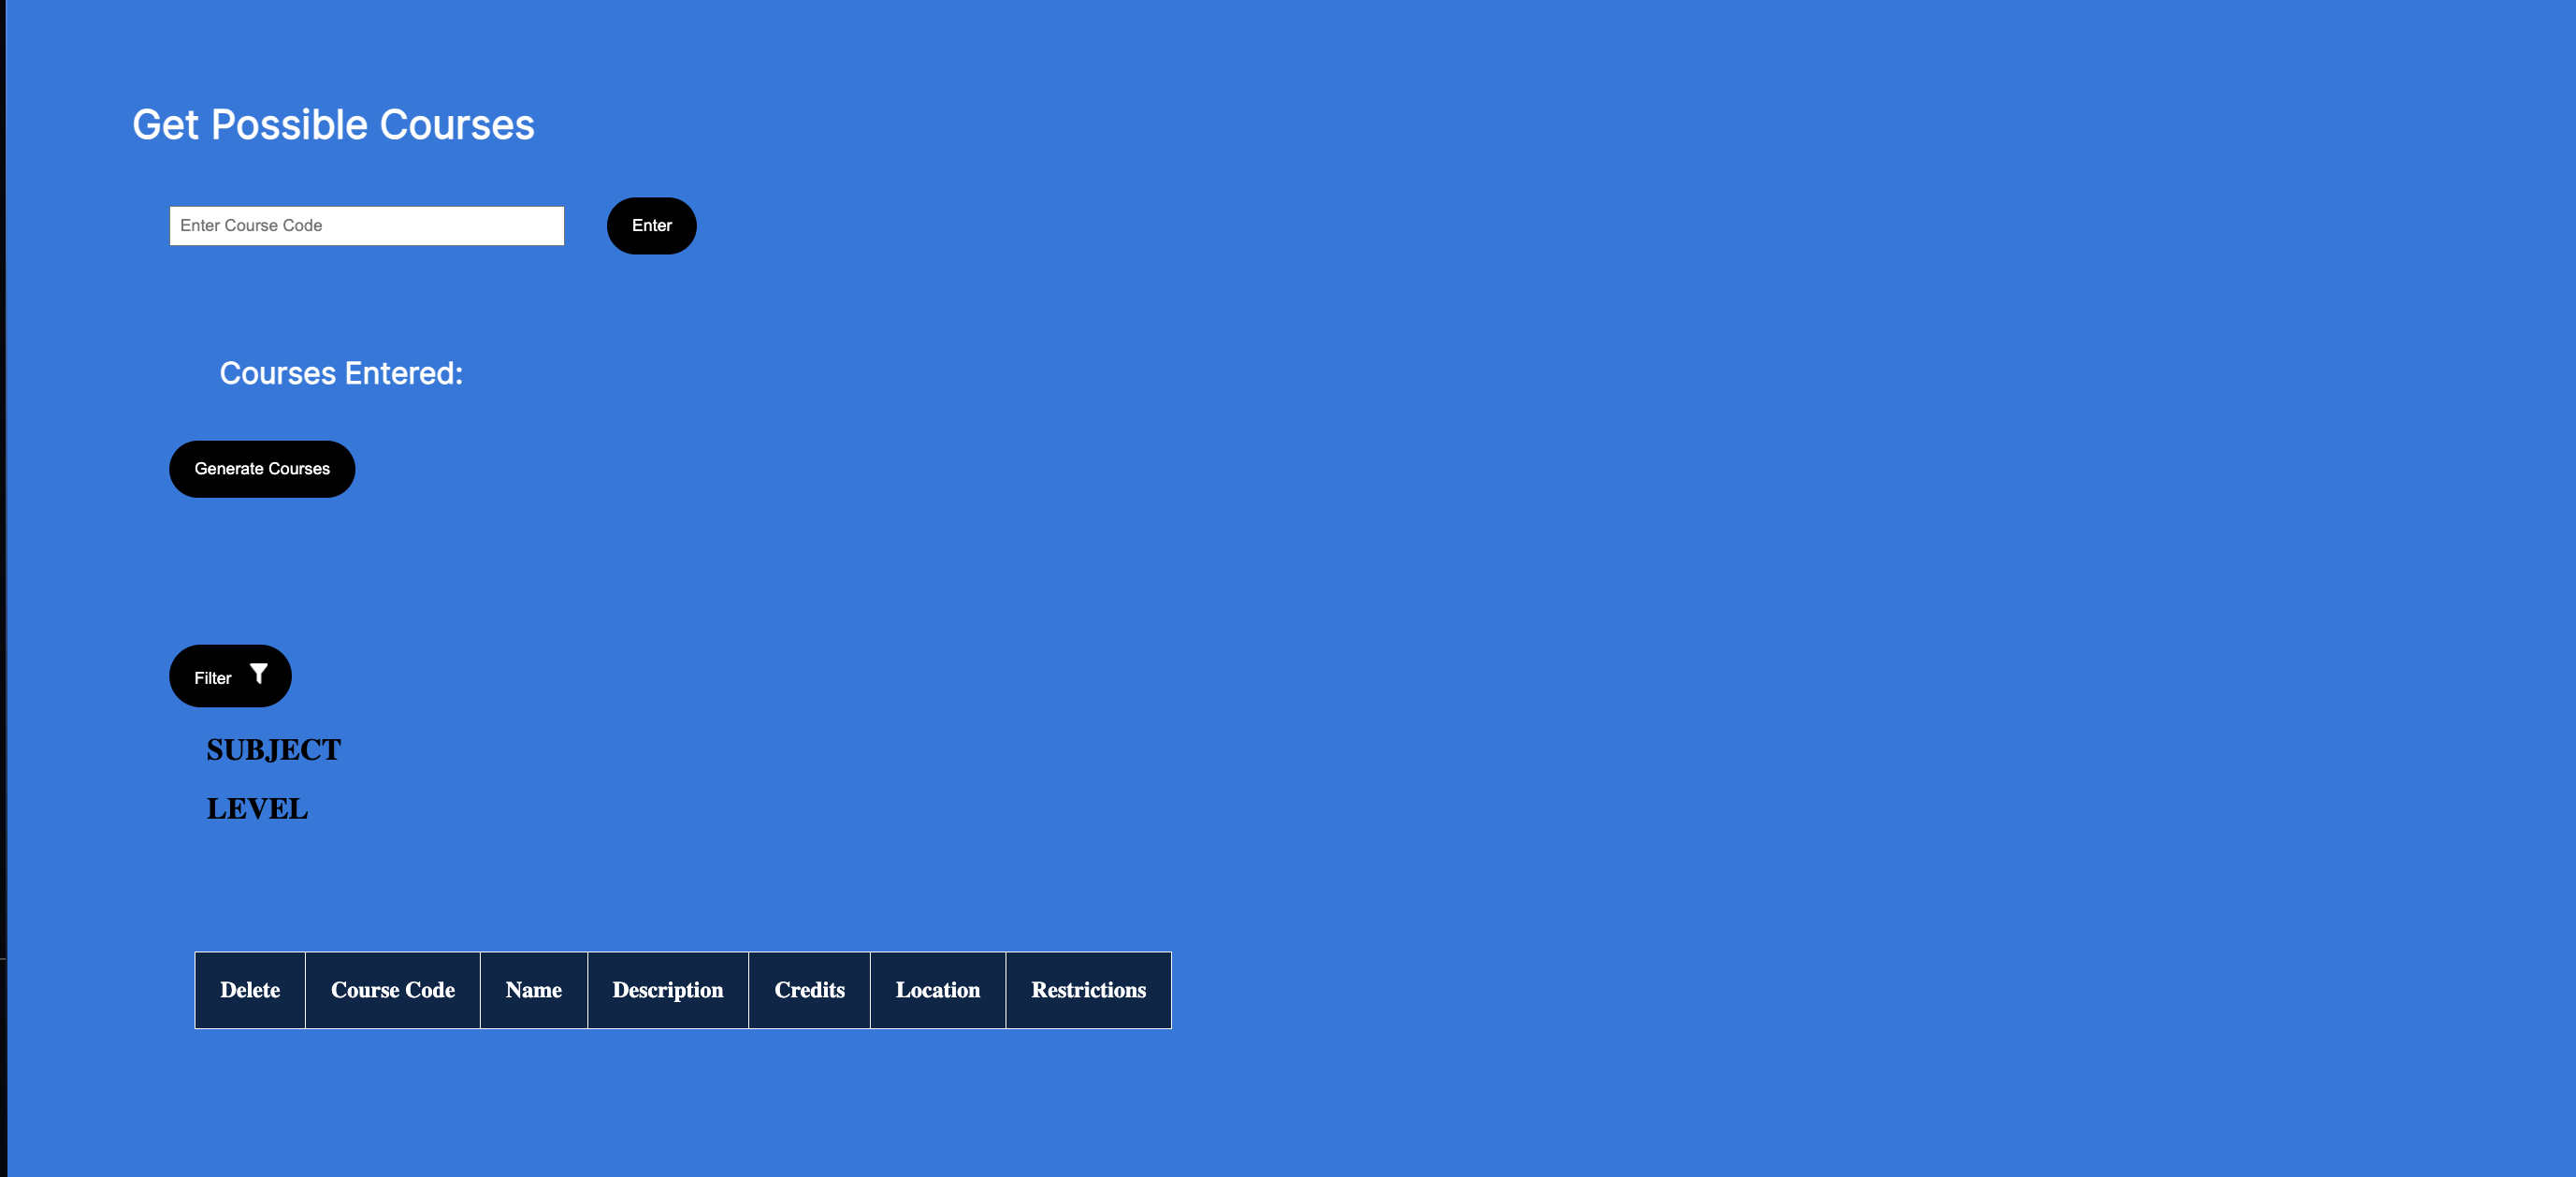 Get Possible Courses
Enter Course Code Enter
Courses Entered:
Generate Courses
Filter
SUBJECT
LEVEL
Delete Course Code Name Description Credits Location Restrictions